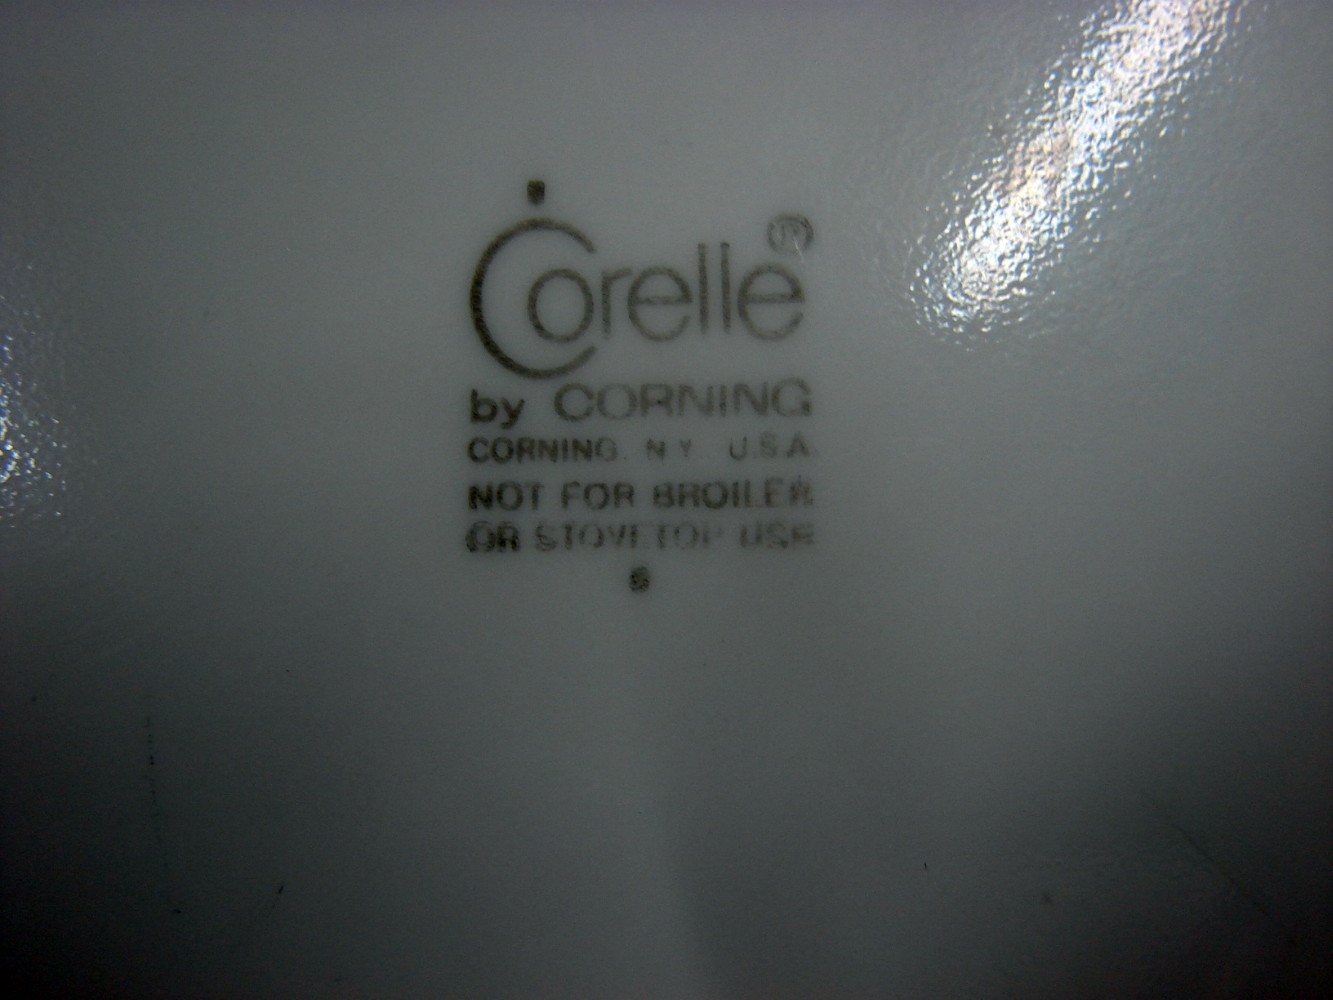 Corelle®
by CORNING
CORNING. N.Y. U.S.A.
NOT FOR BROILER
OR STOVETOP USE